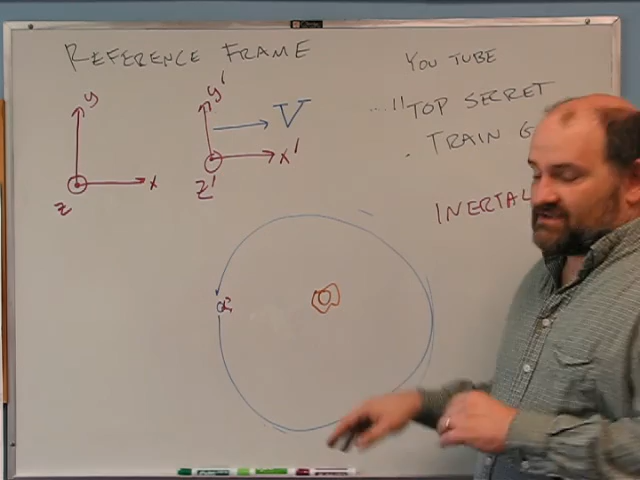 REFERENCE FRAME
YOU TUBE
"TOP SECRET
TRAIN
INERTAL
y
x
z
y'
x'
z'
V